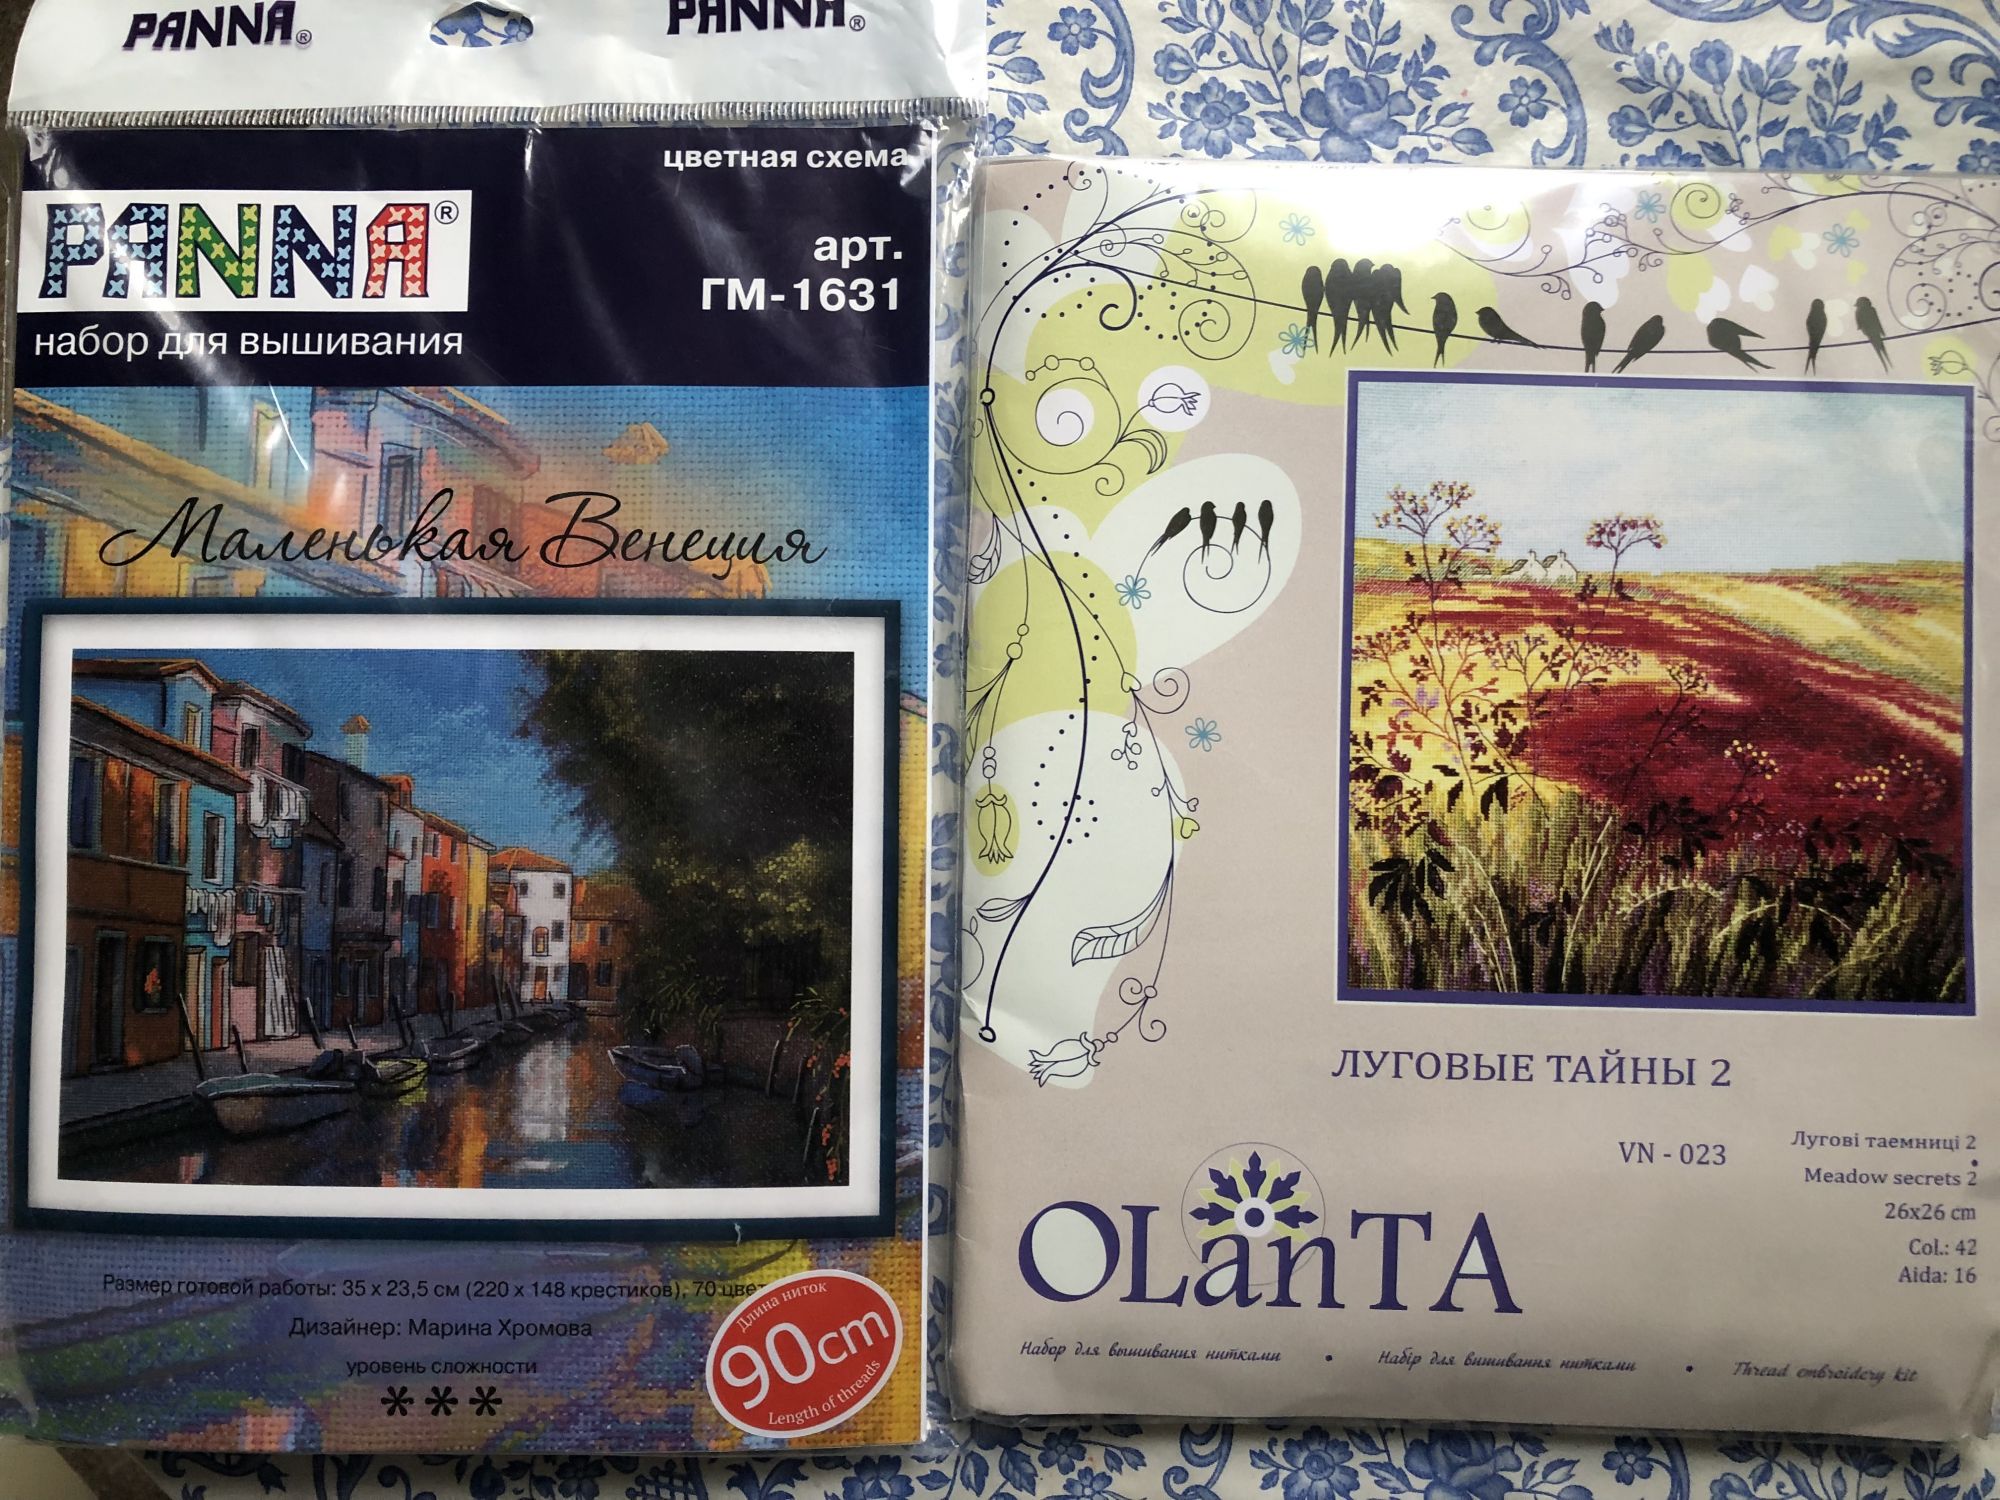 PANNA®
PANNA®
цветная схема
PANNA®
арт.
ГМ-1631
набор для вышивания
Маленькая Венеция
Размер готовой работы: 35 х 23,5 см (220 х 148 крестиков), 70
Дизайнер: Марина Хромова
уровень сложности
***
Длина ниток
90cm
Length of threads
ЛУГОВЫЕ ТАЙНЫ 2
VN - 023
Лугові таємниці 2
Meadow secrets 2
26x26 cm
Col.: 42
Aida: 16
OLanTA
Набор для вышивания нитками • Набір для вишивання нитками • Thread embroidery kit